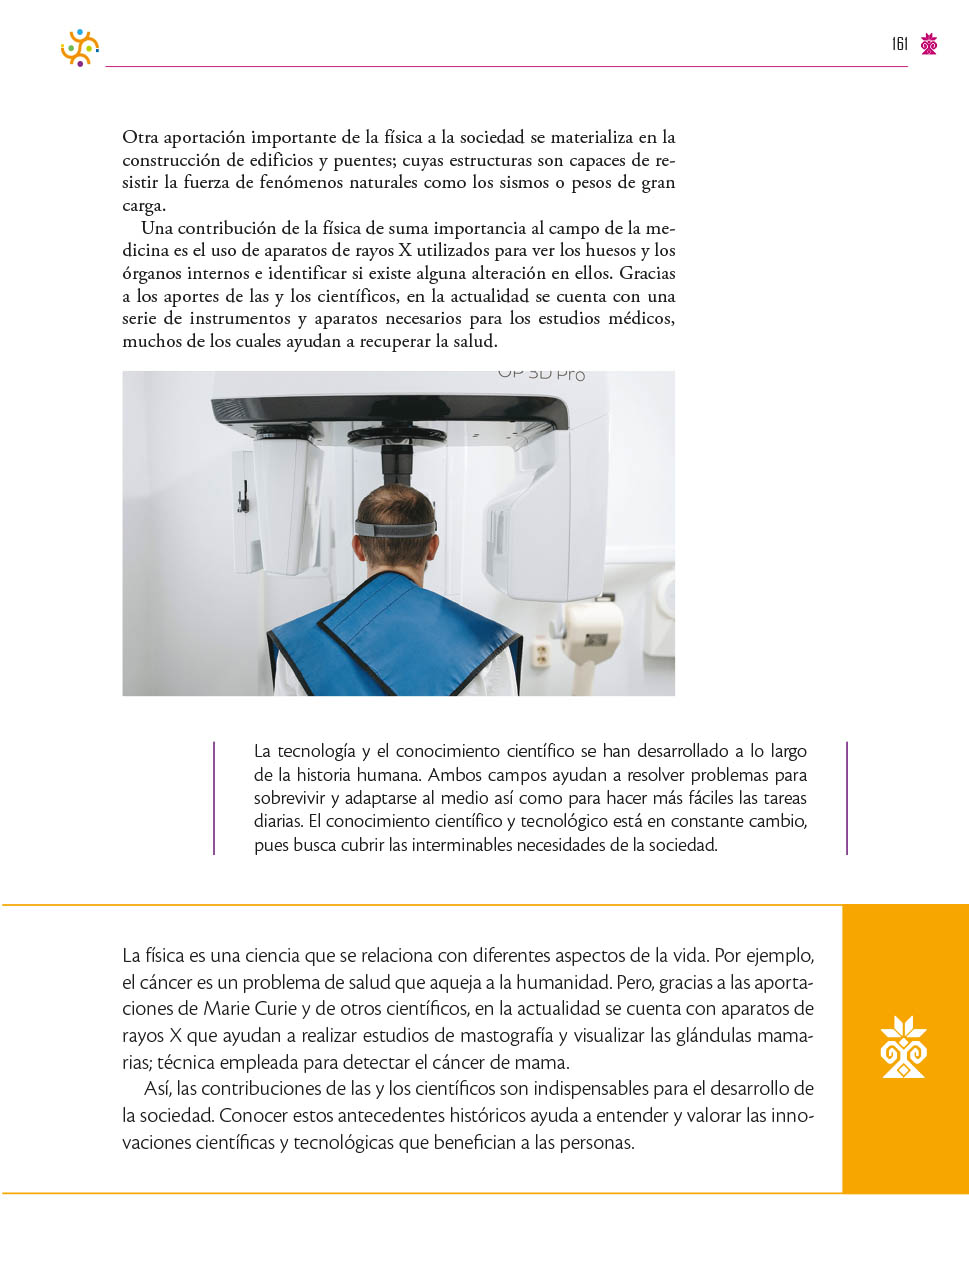 161
Otra aportación importante de la física a la sociedad se materializa en la
construcción de edificios y puentes; cuyas estructuras son capaces de re-
sistir la fuerza de fenómenos naturales como los sismos o pesos de gran
carga.
Una contribución de la física de suma importancia al campo de la me-
dicina es el uso de aparatos de rayos X utilizados para ver los huesos y los
órganos internos e identificar si existe alguna alteración en ellos. Gracias
a los aportes de las y los científicos, en la actualidad se cuenta con una
serie de instrumentos y aparatos necesarios para los estudios médicos,
muchos de los cuales ayudan a recuperar la salud.
OP 3D Pro
La tecnología y el conocimiento científico se han desarrollado a lo largo
de la historia humana. Ambos campos ayudan a resolver problemas para
sobrevivir y adaptarse al medio así como para hacer más fáciles las tareas
diarias. El conocimiento científico y tecnológico está en constante cambio,
pues busca cubrir las interminables necesidades de la sociedad.
La física es una ciencia que se relaciona con diferentes aspectos de la vida. Por ejemplo,
el cáncer es un problema de salud que aqueja a la humanidad. Pero, gracias a las aporta-
ciones de Marie Curie y de otros científicos, en la actualidad se cuenta con aparatos de
rayos X que ayudan a realizar estudios de mastografía y visualizar las glándulas mama-
rias; técnica empleada para detectar el cáncer de mama.
Así, las contribuciones de las y los científicos son indispensables para el desarrollo de
la sociedad. Conocer estos antecedentes históricos ayuda a entender y valorar las inno-
vaciones científicas y tecnológicas que benefician a las personas.